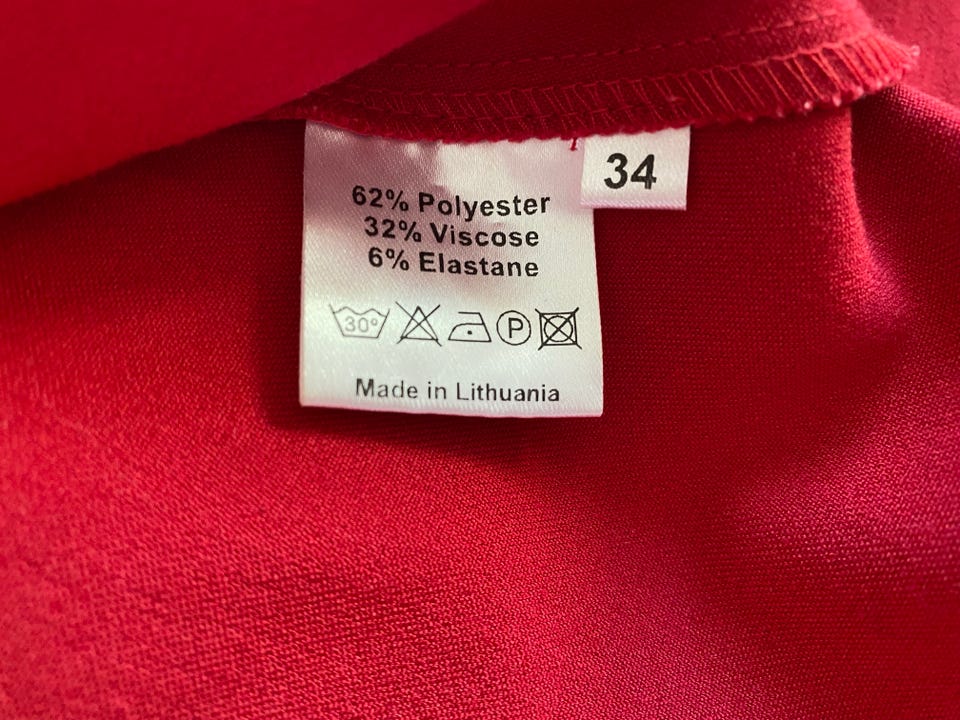 34
62% Polyester
32% Viscose
6% Elastane
30° P
Made in Lithuania